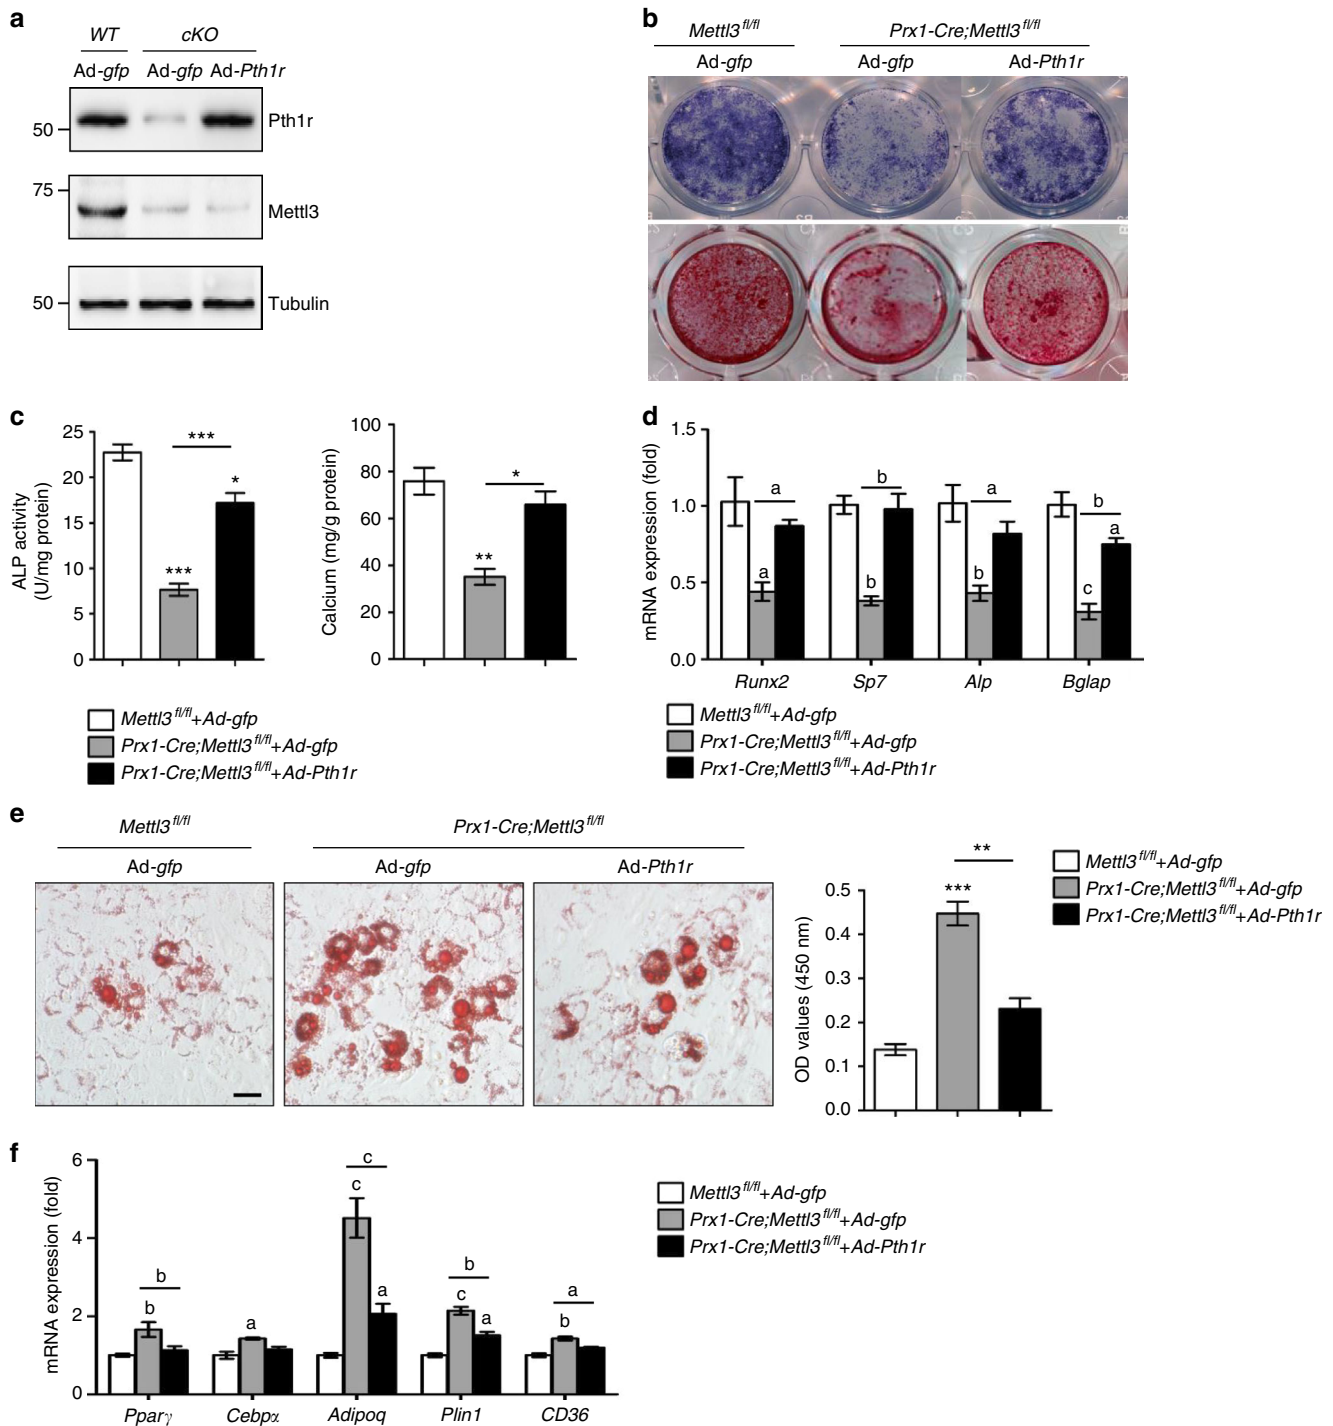 a
WT cKO
Ad-gfp Ad-gfp Ad-Pth1r
50 Pth1r
75
Mettl3
50 Tubulin
b
Mettl3 fl/fl Prx1-Cre;Mettl3 fl/fl
Ad-gfp Ad-gfp Ad-Pth1r
c
ALP activity
(U/mg protein)
25
20
15
10
5
0
***
***
*
Calcium (mg/g protein)
100
80
60
40
20
0
**
*
Mettl3 fl/fl+Ad-gfp
Prx1-Cre;Mettl3 fl/fl+Ad-gfp
Prx1-Cre;Mettl3 fl/fl+Ad-Pth1r
d
mRNA expression (fold)
1.5
1.0
0.5
0.0
a b a b
a
a b b c
Runx2 Sp7 Alp Bglap
Mettl3 fl/fl+Ad-gfp
Prx1-Cre;Mettl3 fl/fl+Ad-gfp
Prx1-Cre;Mettl3 fl/fl+Ad-Pth1r
e
Mettl3 fl/fl Prx1-Cre;Mettl3 fl/fl
Ad-gfp Ad-gfp Ad-Pth1r
OD values (450 nm)
0.5
0.4
0.3
0.2
0.1
0.0
**
***
Mettl3 fl/fl+Ad-gfp
Prx1-Cre;Mettl3 fl/fl+Ad-gfp
Prx1-Cre;Mettl3 fl/fl+Ad-Pth1r
f
mRNA expression (fold)
6
4
2
0
b c b a
b a c a c a b
Pparγ Cebpα Adipoq Plin1 CD36
Mettl3 fl/fl+Ad-gfp
Prx1-Cre;Mettl3 fl/fl+Ad-gfp
Prx1-Cre;Mettl3 fl/fl+Ad-Pth1r